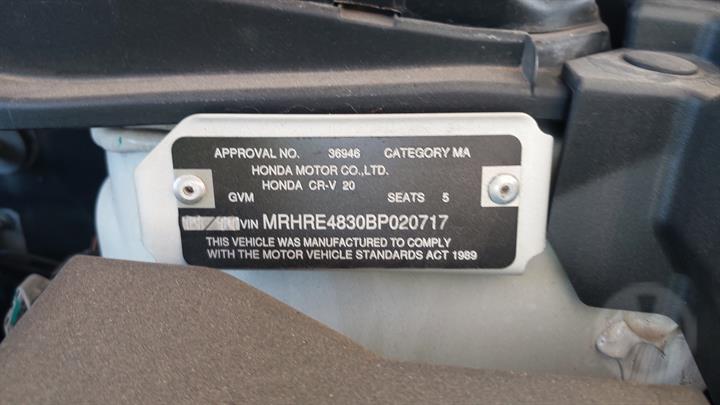 APPROVAL NO. 36946 CATEGORY MA
HONDA MOTOR CO.,LTD.
HONDA CR-V 20
GVM SEATS 5
VIN MRHRE4830BP020717
THIS VEHICLE WAS MANUFACTURED TO COMPLY
WITH THE MOTOR VEHICLE STANDARDS ACT 1989